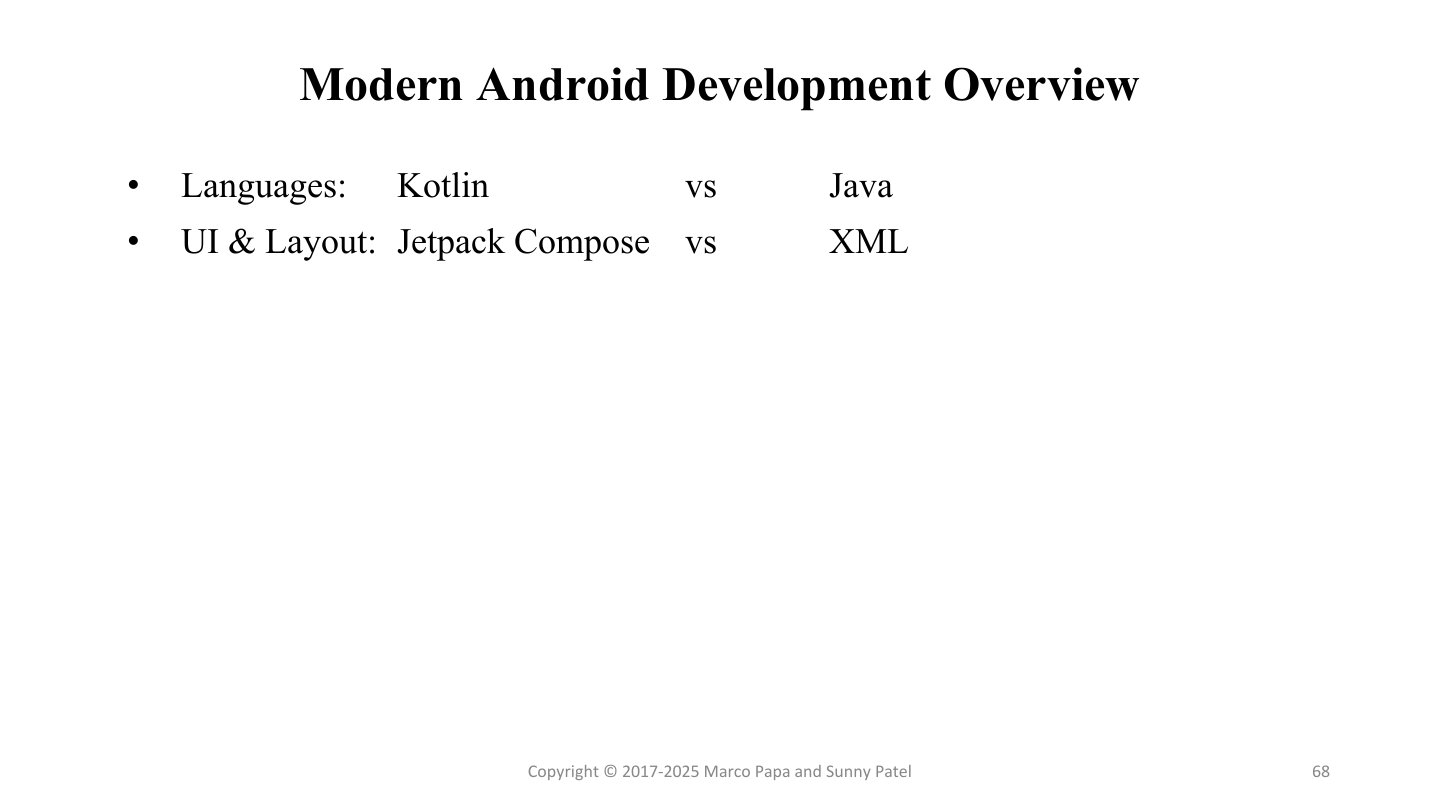 Modern Android Development Overview
• Languages: Kotlin vs Java
• UI & Layout: Jetpack Compose vs XML
Copyright © 2017-2025 Marco Papa and Sunny Patel 68